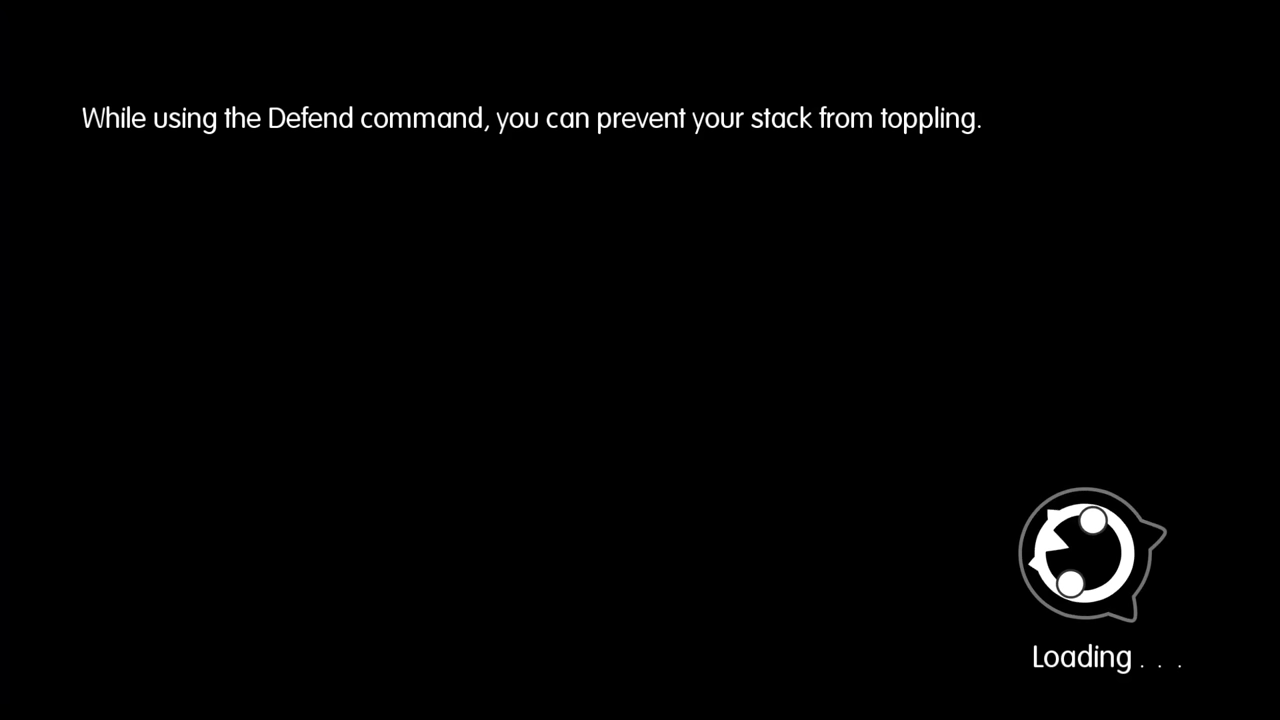 While using the Defend command, you can prevent your stack from toppling.
Loading . . .